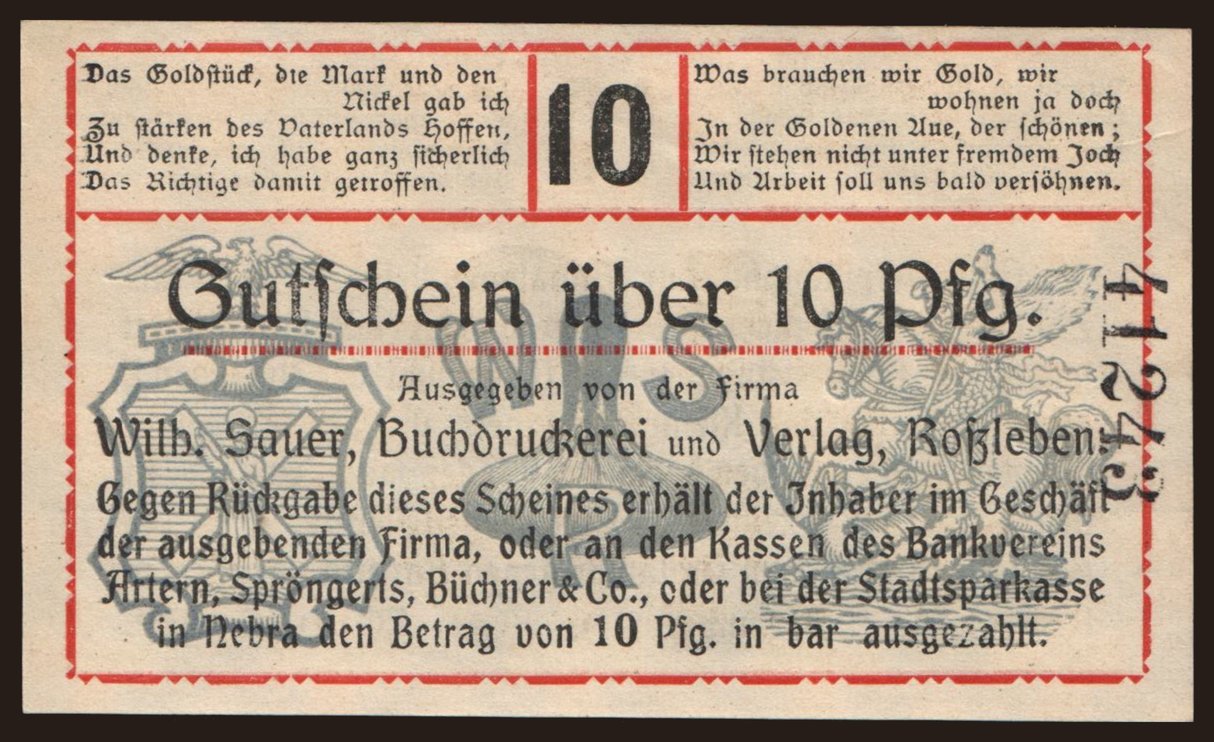 Das Goldstück, die Mark und den
Nickel gab ich
Zu stärken des Vaterlands Hoffen,
Und denke, ich habe ganz sicherlich
Das Richtige damit getroffen.
10
Was brauchen wir Gold, wir
wohnen ja doch
In der Goldenen Aue, der schönen;
Wir stehen nicht unter fremdem Joch
Und Arbeit soll uns bald versöhnen.
Gutschein über 10 Pfg.
W S
R
Ausgegeben von der Firma
Wilh. Sauer, Buchdruckerei und Verlag, Roßleben.
Gegen Rückgabe dieses Scheines erhält der Inhaber im Geschäft
der ausgebenden Firma, oder an den Kassen des Bankvereins
Artern, Spröngerts, Büchner & Co., oder bei der Stadtsparkasse
in Nebra den Betrag von 10 Pfg. in bar ausgezahlt.
411243